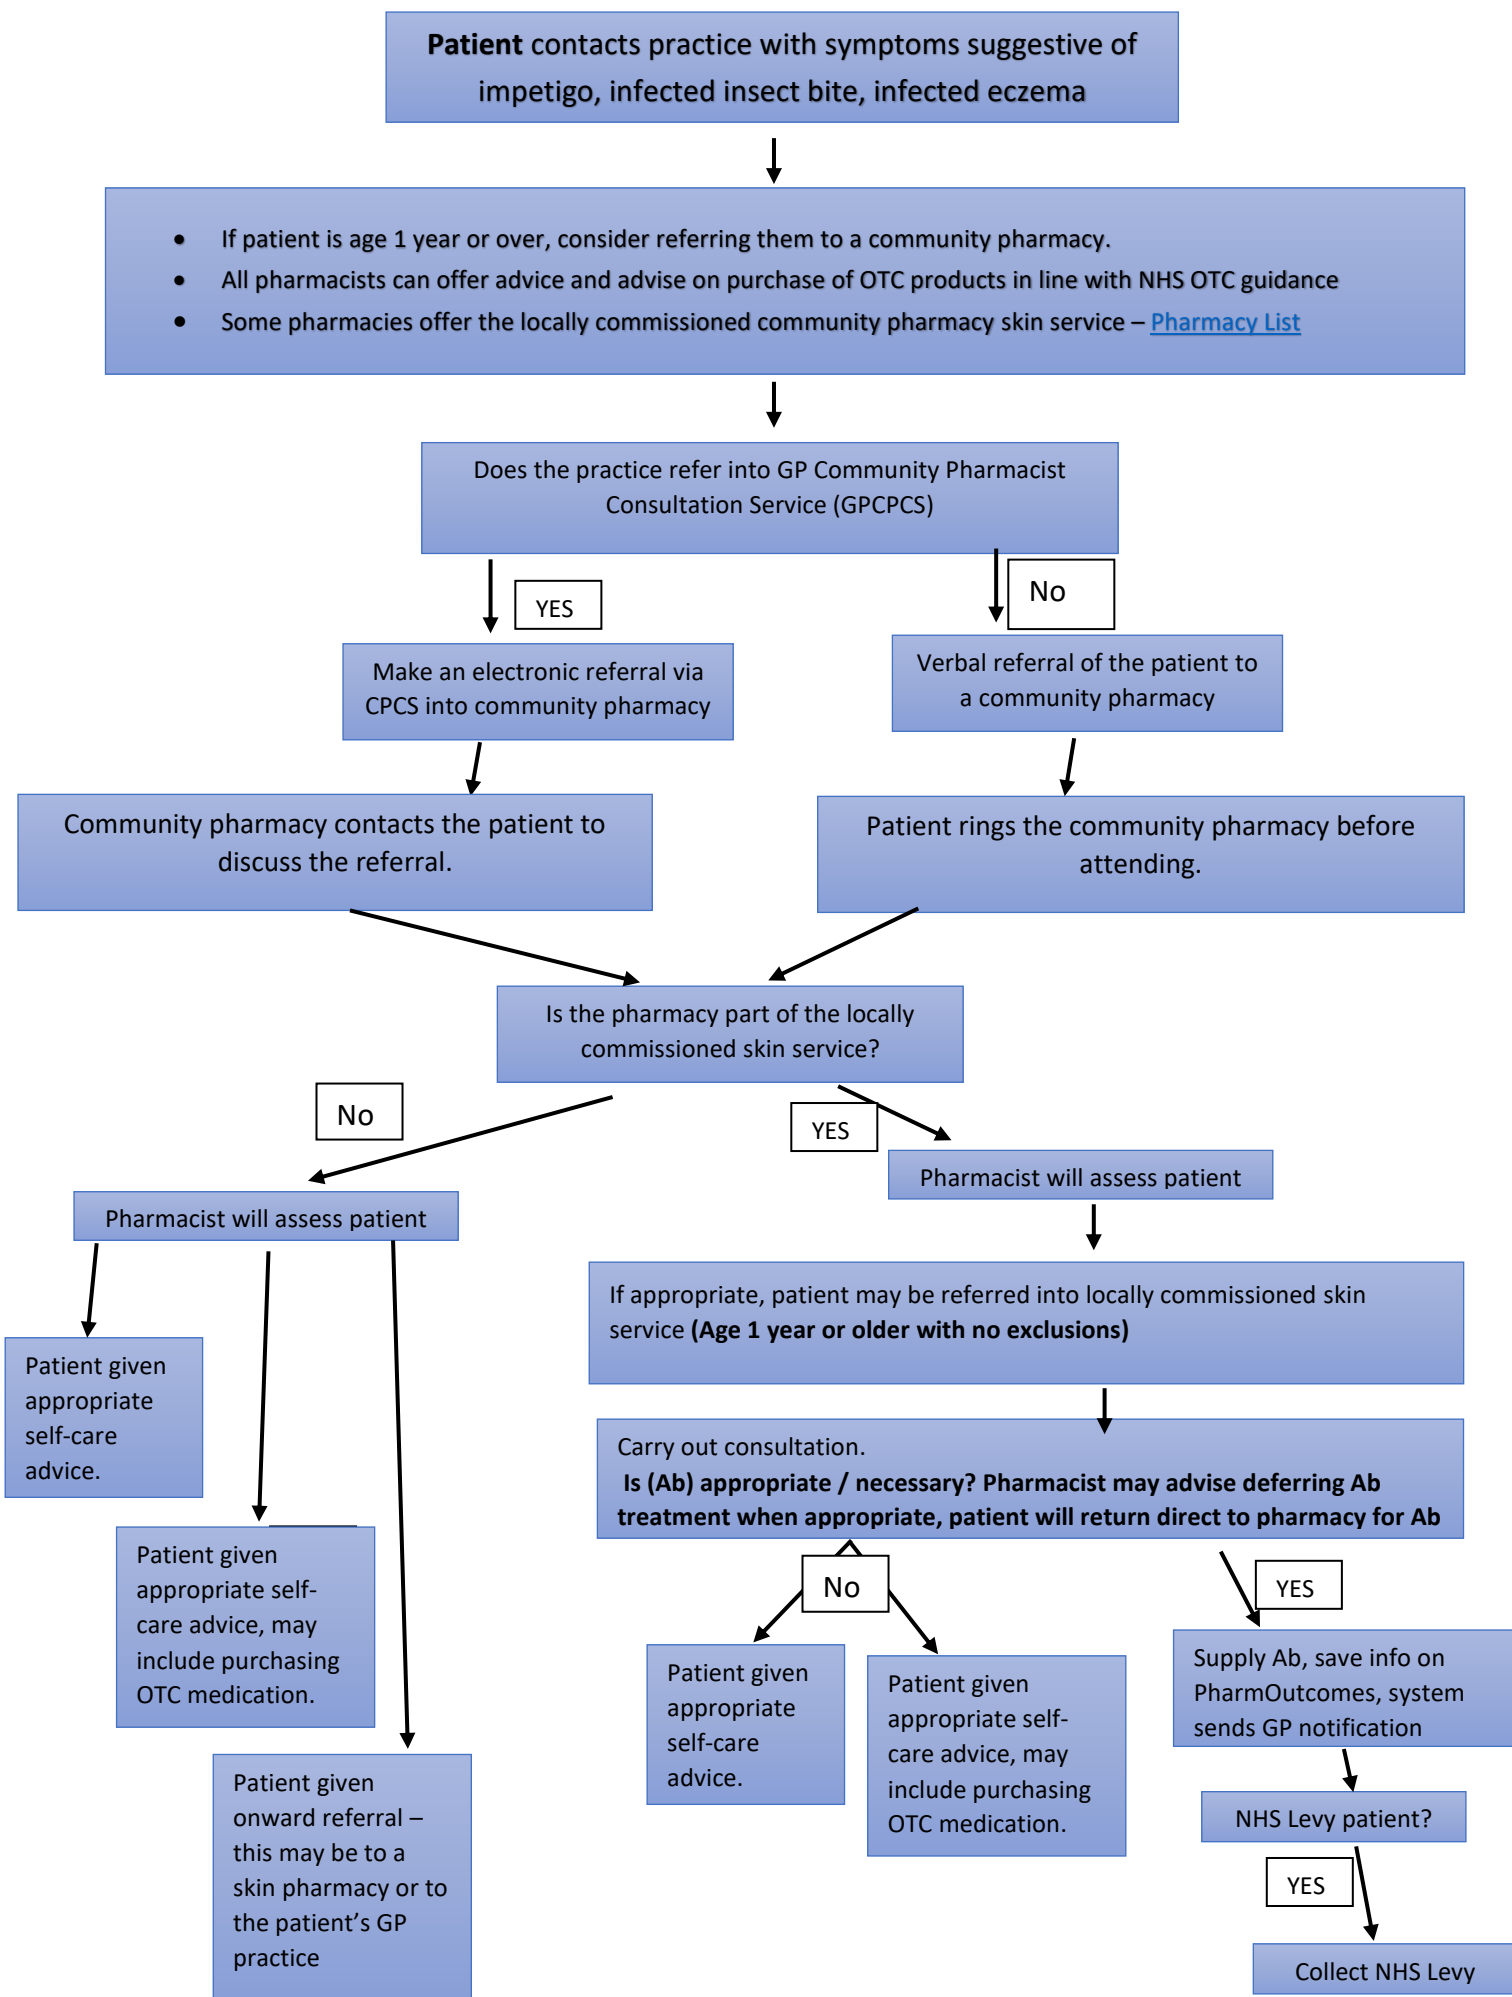 Patient contacts practice with symptoms suggestive of
impetigo, infected insect bite, infected eczema
• If patient is age 1 year or over, consider referring them to a community pharmacy.
• All pharmacists can offer advice and advise on purchase of OTC products in line with NHS OTC guidance
• Some pharmacies offer the locally commissioned community pharmacy skin service – Pharmacy List
Does the practice refer into GP Community Pharmacist
Consultation Service (GPCPCS)
YES
No
Make an electronic referral via
CPCS into community pharmacy
Verbal referral of the patient to
a community pharmacy
Community pharmacy contacts the patient to
discuss the referral.
Patient rings the community pharmacy before
attending.
Is the pharmacy part of the locally
commissioned skin service?
No
YES
Pharmacist will assess patient
Pharmacist will assess patient
If appropriate, patient may be referred into locally commissioned skin
service (Age 1 year or older with no exclusions)
Patient given
appropriate
self-care
advice.
Carry out consultation.
Is (Ab) appropriate / necessary? Pharmacist may advise deferring Ab
treatment when appropriate, patient will return direct to pharmacy for Ab
Patient given
appropriate self-
care advice, may
include purchasing
OTC medication.
No
YES
Patient given
appropriate
self-care
advice.
Patient given
appropriate self-
care advice, may
include purchasing
OTC medication.
Supply Ab, save info on
PharmOutcomes, system
sends GP notification
Patient given
onward referral –
this may be to a
skin pharmacy or to
the patient’s GP
practice
NHS Levy patient?
YES
Collect NHS Levy